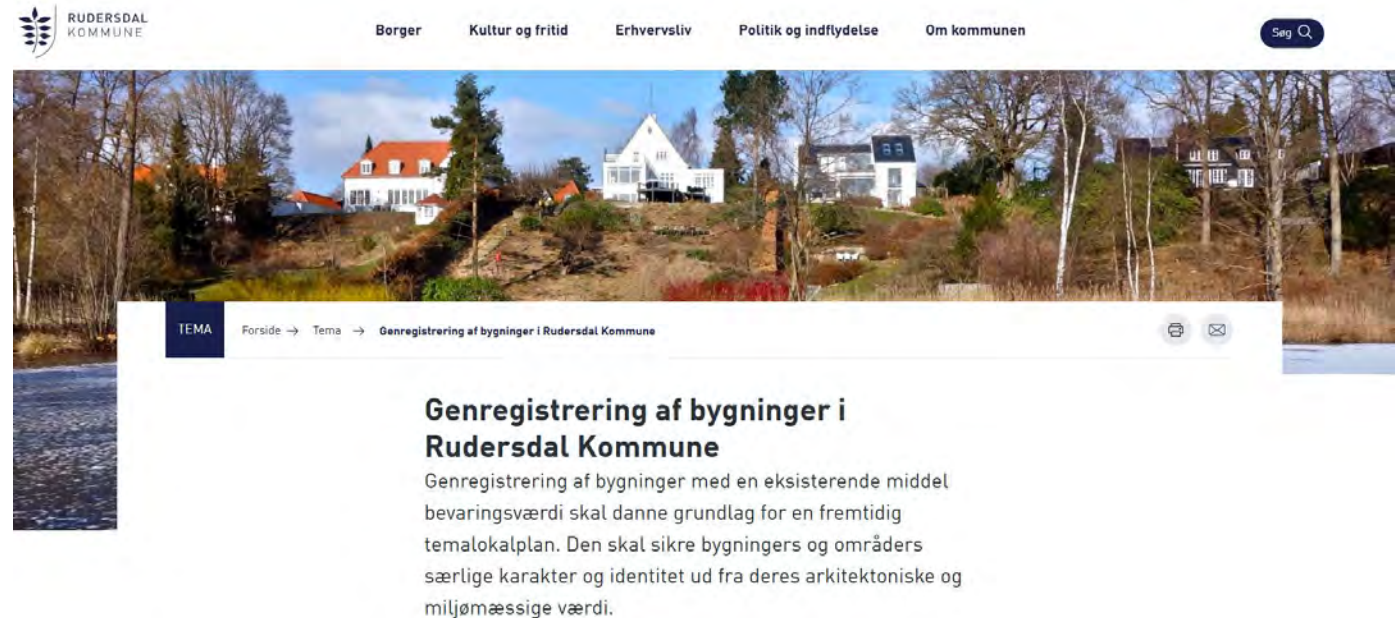 RUDERSDAL
KOMMUNE
Borger Kultur og fritid Erhvervsliv Politik og indflydelse Om kommunen
Søg
TEMA Forside → Tema → Genregistrering af bygninger i Rudersdal Kommune
Genregistrering af bygninger i
Rudersdal Kommune
Genregistrering af bygninger med en eksisterende middel
bevaringsværdi skal danne grundlag for en fremtidig
temalokalplan. Den skal sikre bygningers og områders
særlige karakter og identitet ud fra deres arkitektoniske og
miljømæssige værdi.